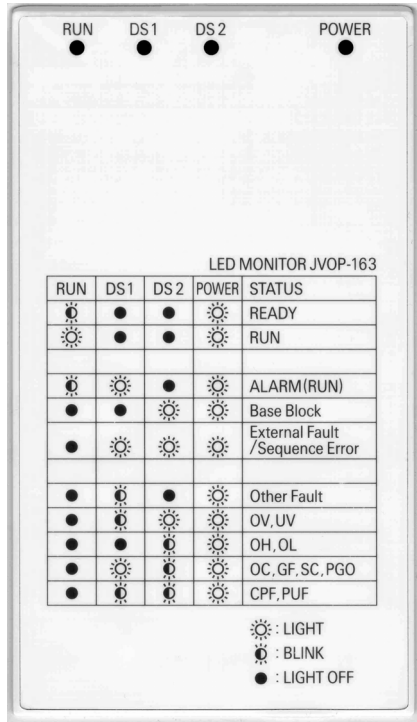 RUN DS1 DS2 POWER
LED MONITOR JVOP-163
RUN DS1 DS2 POWER STATUS
READY
RUN
ALARM(RUN)
Base Block
External Fault
/Sequence Error
Other Fault
OV, UV
OH, OL
OC, GF, SC, PGO
CPF, PUF
: LIGHT
: BLINK
: LIGHT OFF